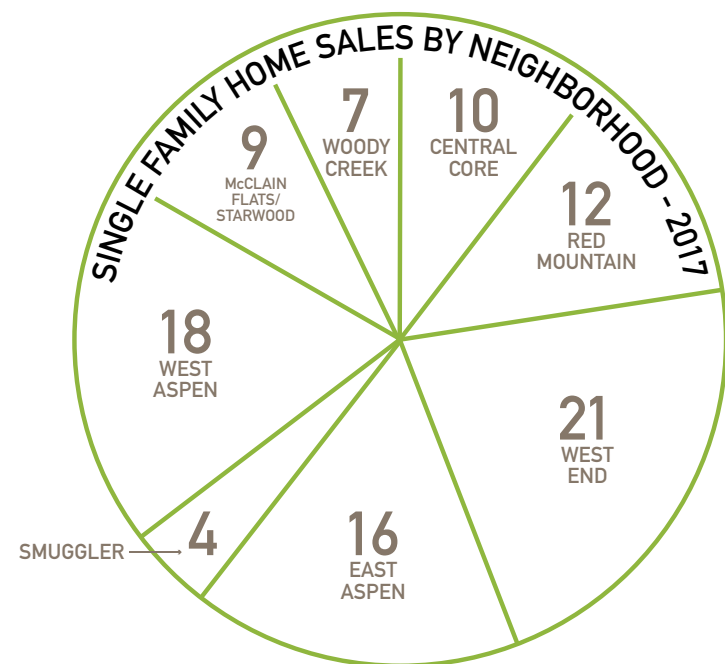 SINGLE FAMILY HOME SALES BY NEIGHBORHOOD - 2017
10
CENTRAL
CORE
12
RED
MOUNTAIN
21
WEST
END
16
EAST
ASPEN
4
SMUGGLER
18
WEST
ASPEN
9
McCLAIN
FLATS/
STARWOOD
7
WOODY
CREEK